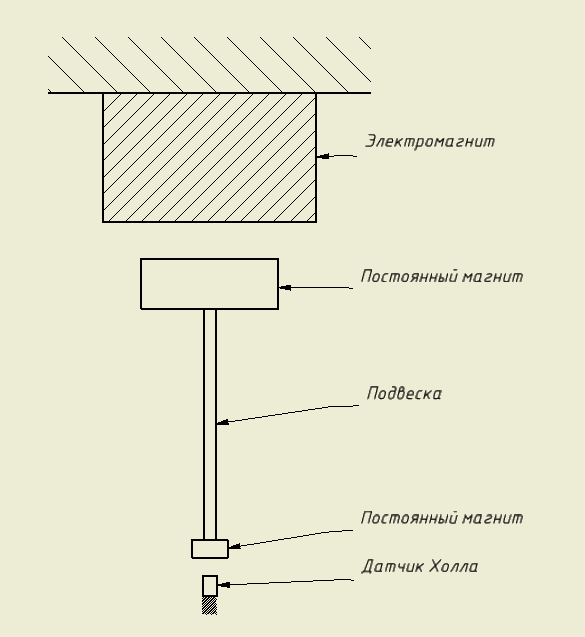 Электромагнит
Постоянный магнит
Подвеска
Постоянный магнит
Датчик Холла